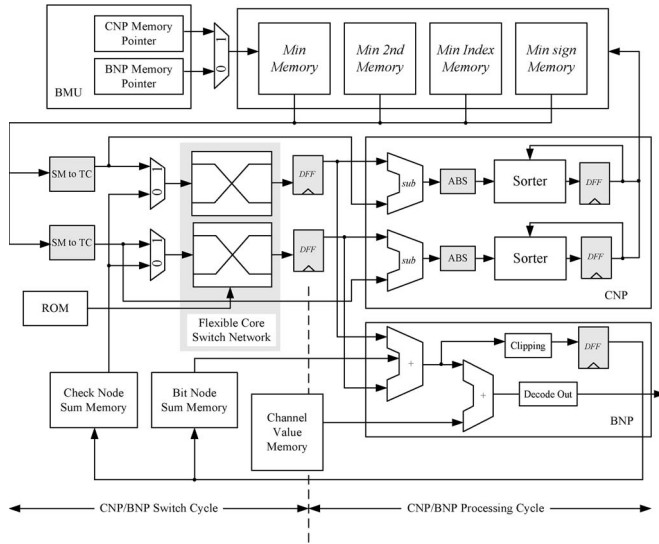 CNP Memory
Pointer
BNP Memory
Pointer
BMU
1
0
Min
Memory
Min 2nd
Memory
Min Index
Memory
Min sign
Memory
SM to TC
0 1
DFF
sub
ABS
Sorter
DFF
SM to TC
0 1
DFF
sub
ABS
Sorter
DFF
CNP
ROM
Flexible Core
Switch Network
Check Node
Sum Memory
Bit Node
Sum Memory
Channel
Value
Memory
+
Clipping
DFF
+
Decode Out
BNP
CNP/BNP Switch Cycle
CNP/BNP Processing Cycle